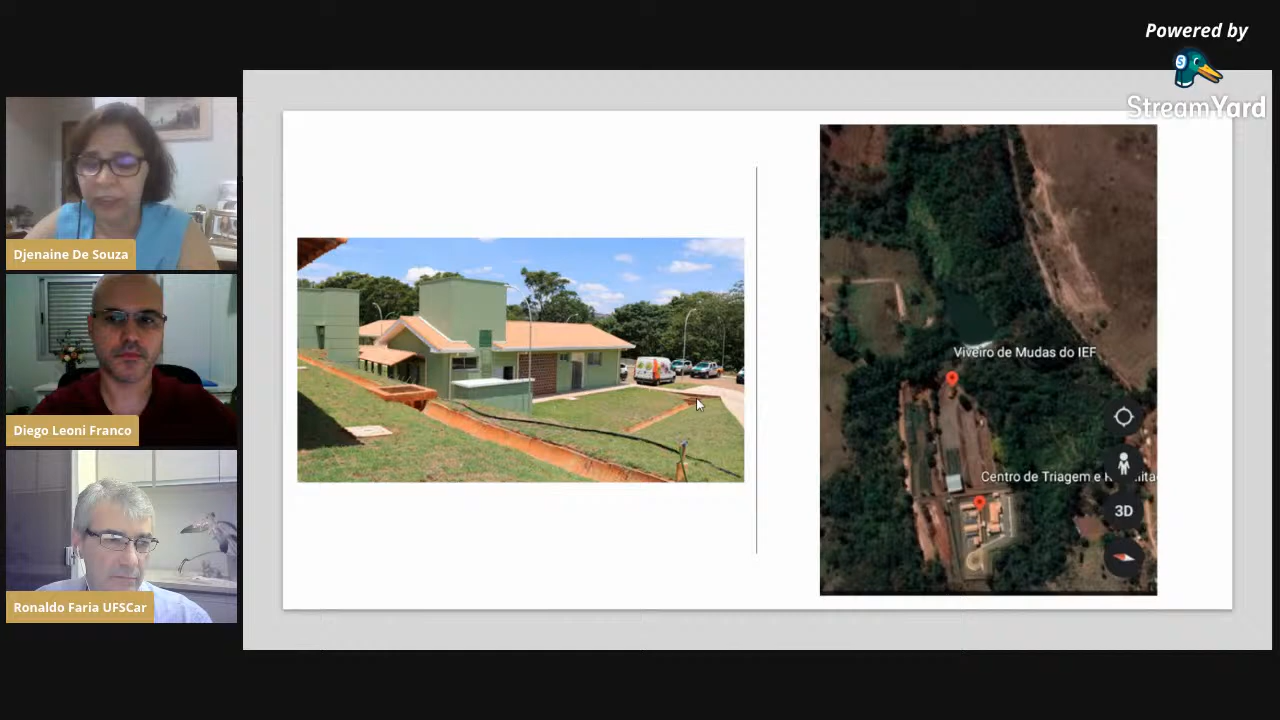 Powered by
StreamYard
Djenaine De Souza
Diego Leoni Franco
Ronaldo Faria UFSCar
Viveiro de Mudas do IEF
Centro de Triagem e
3D